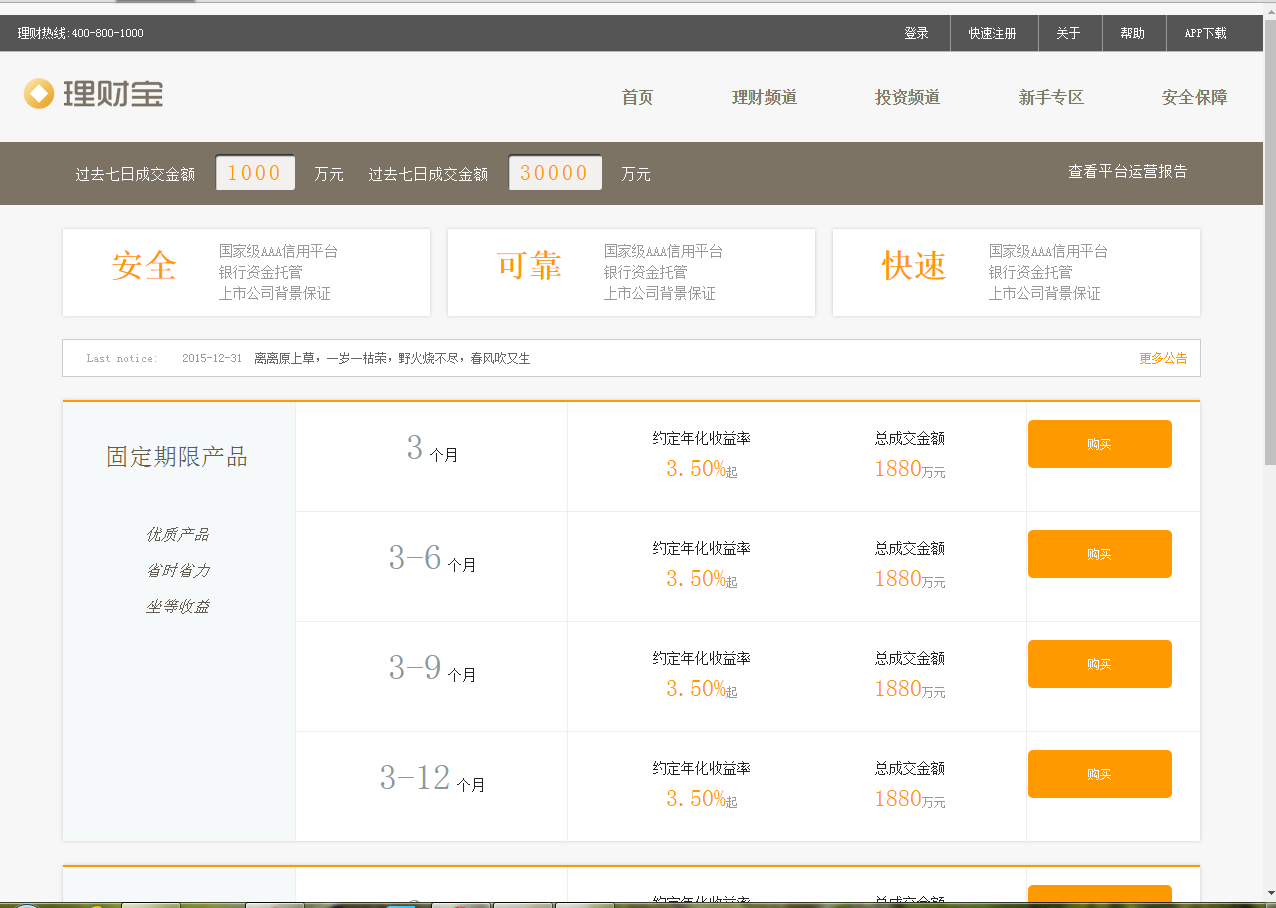 理财热线:400-800-1000 登录 快速注册 关于 帮助 APP下载
理财宝 首页 理财频道 投资频道 新手专区 安全保障
过去七日成交金额 1000 万元 过去七日成交金额 30000 万元 查看平台运营报告
安全
国家级AAA信用平台
银行资金托管
上市公司背景保证
可靠
国家级AAA信用平台
银行资金托管
上市公司背景保证
快速
国家级AAA信用平台
银行资金托管
上市公司背景保证
Last notice: 2015-12-31 离离原上草，一岁一枯荣，野火烧不尽，春风吹又生 更多公告
固定期限产品
优质产品
省时省力
坐等收益
3 个月
约定年化收益率
3.50%起
总成交金额
1880万元
购买
3-6 个月
约定年化收益率
3.50%起
总成交金额
1880万元
购买
3-9 个月
约定年化收益率
3.50%起
总成交金额
1880万元
购买
3-12 个月
约定年化收益率
3.50%起
总成交金额
1880万元
购买
约定年化收益率
总成交金额